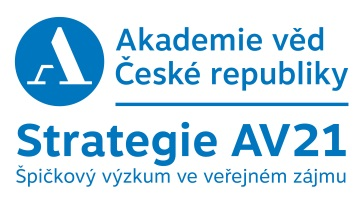 Akademie věd
České republiky
Strategie AV21
Špičkový výzkum ve veřejném zájmu